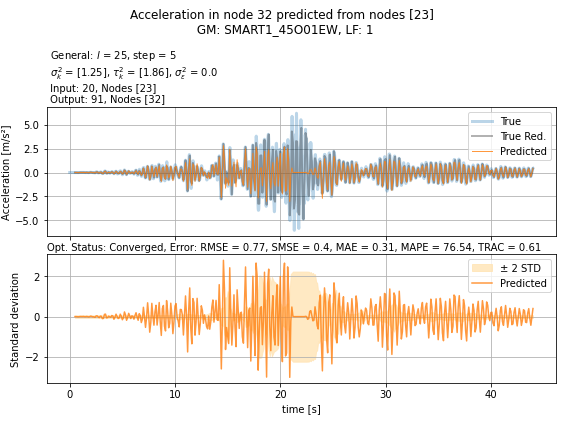 Acceleration in node 32 predicted from nodes [23]
GM: SMART1_45O01EW, LF: 1
General: l = 25, step = 5
σ²ₖ = [1.25], τ²ₖ = [1.86], σ²ε = 0.0
Input: 20, Nodes [23]
Output: 91, Nodes [32]
Acceleration [m/s²]
5.0
2.5
0.0
−2.5
−5.0
True
True Red.
Predicted
Opt. Status: Converged, Error: RMSE = 0.77, SMSE = 0.4, MAE = 0.31, MAPE = 76.54, TRAC = 0.61
Standard deviation
2
0
−2
± 2 STD
Predicted
0 10 20 30 40
time [s]